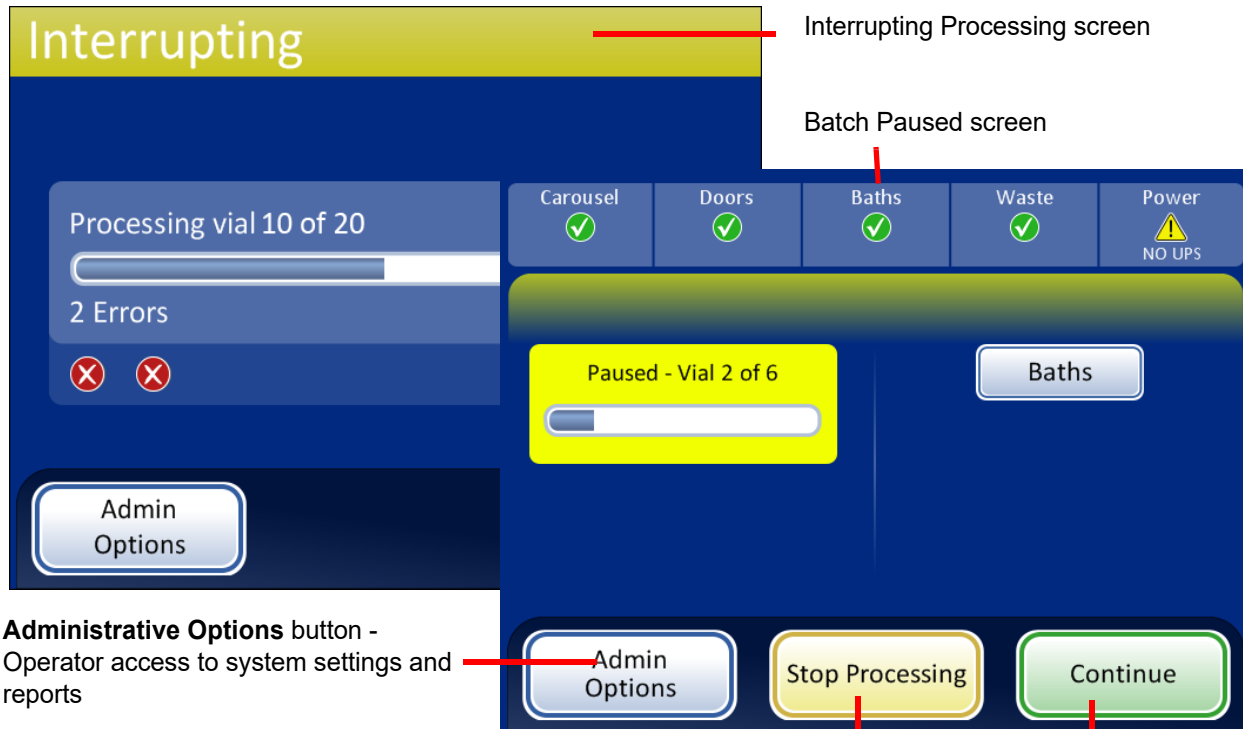 Interrupting
Interrupting Processing screen
Batch Paused screen
Processing vial 10 of 20
2 Errors
Admin
Options
Carousel
Doors
Baths
Waste
Power
NO UPS
Paused - Vial 2 of 6
Baths
Administrative Options button -
Operator access to system settings and
reports
Admin
Options
Stop Processing
Continue